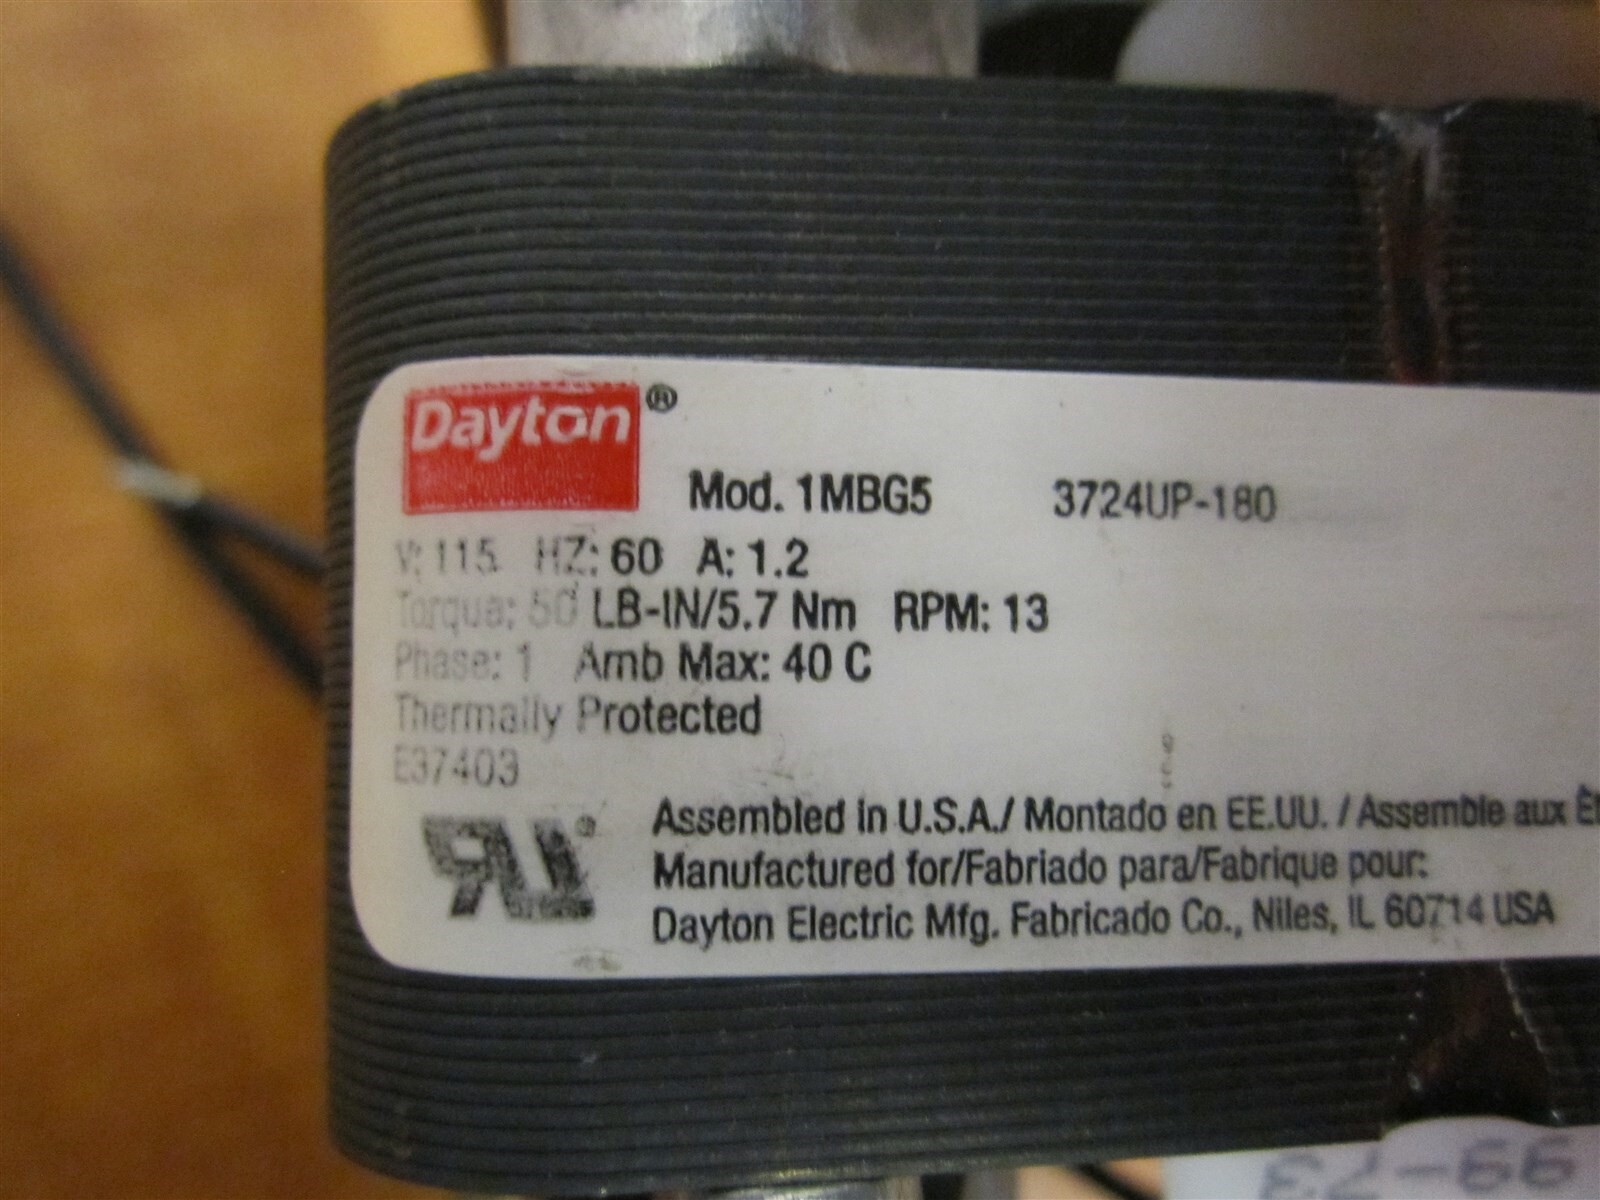 Dayton®
Mod. 1MBG5 3724UP-180
V: 115 HZ: 60 A: 1.2
Torque: 50 LB-IN/5.7 Nm RPM: 13
Phase: 1 Amb Max: 40 C
Thermally Protected
E37403
Assembled in U.S.A./ Montado en EE.UU. / Assemble aux
Manufactured for/Fabriado para/Fabrique pour:
Dayton Electric Mfg. Fabricado Co., Niles, IL 60714 USA